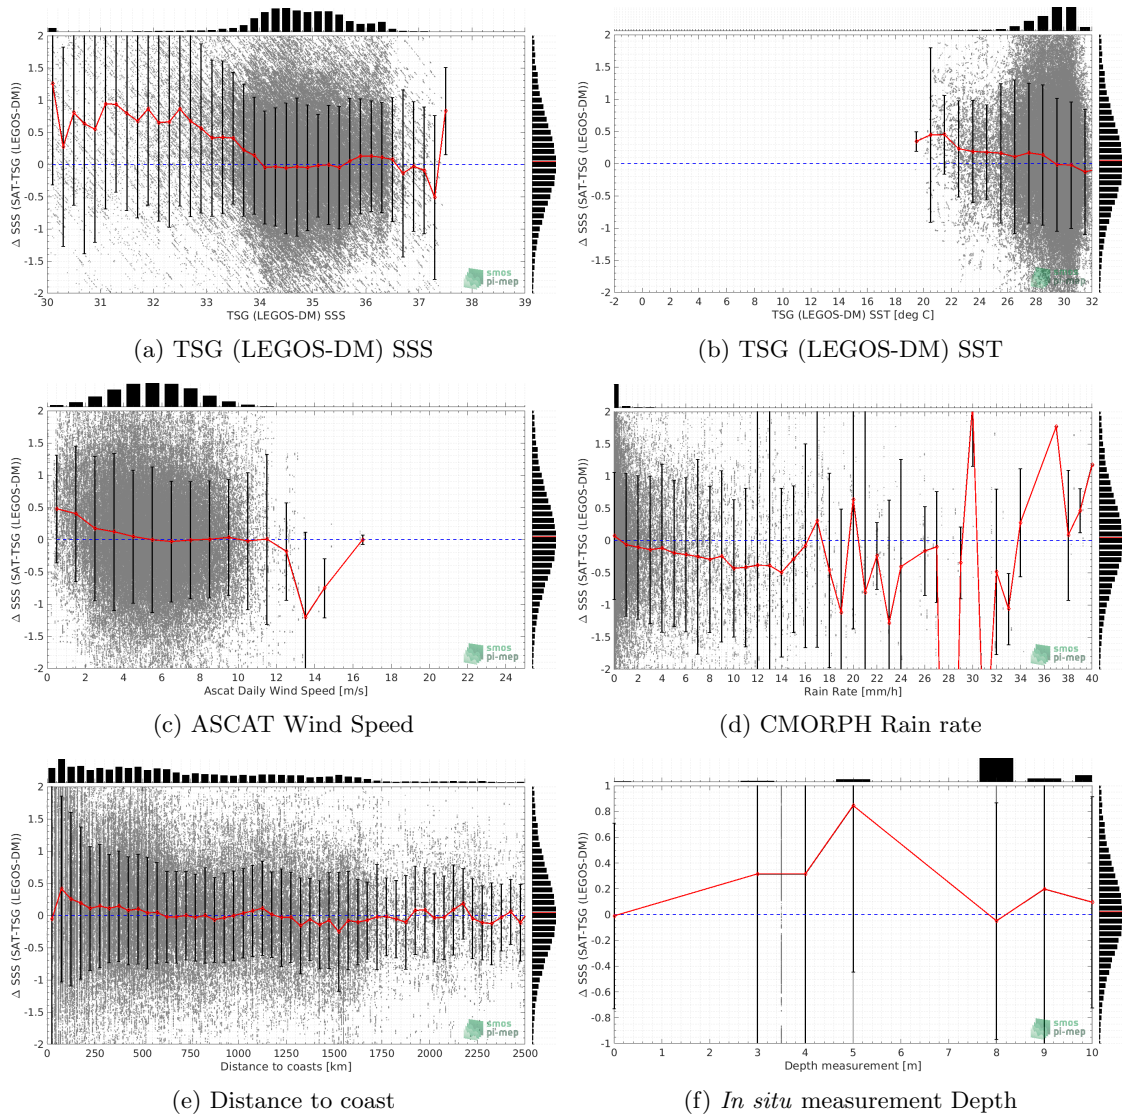 Δ SSS (SAT-TSG (LEGOS-DM))
2
1.5
1
0.5
0
-0.5
-1
-1.5
-2
30 31 32 33 34 35 36 37 38 39
TSG (LEGOS-DM) SSS
smos
pi-mep
(a) TSG (LEGOS-DM) SSS
Δ SSS (SAT-TSG (LEGOS-DM))
2
1.5
1
0.5
0
-0.5
-1
-1.5
-2
-2 0 2 4 6 8 10 12 14 16 18 20 22 24 26 28 30 32
TSG (LEGOS-DM) SST [deg C]
smos
pi-mep
(b) TSG (LEGOS-DM) SST
Δ SSS (SAT-TSG (LEGOS-DM))
2
1.5
1
0.5
0
-0.5
-1
-1.5
-2
0 2 4 6 8 10 12 14 16 18 20 22 24
Ascat Daily Wind Speed [m/s]
smos
pi-mep
(c) ASCAT Wind Speed
Δ SSS (SAT-TSG (LEGOS-DM))
2
1.5
1
0.5
0
-0.5
-1
-1.5
-2
0 2 4 6 8 10 12 14 16 18 20 22 24 26 28 30 32 34 36 38 40
Rain Rate [mm/h]
smos
pi-mep
(d) CMORPH Rain rate
Δ SSS (SAT-TSG (LEGOS-DM))
2
1.5
1
0.5
0
-0.5
-1
-1.5
-2
0 250 500 750 1000 1250 1500 1750 2000 2250 2500
Distance to coasts [km]
smos
pi-mep
(e) Distance to coast
Δ SSS (SAT-TSG (LEGOS-DM))
1
0.8
0.6
0.4
0.2
0
-0.2
-0.4
-0.6
-0.8
-1
0 1 2 3 4 5 6 7 8 9 10
Depth measurement [m]
smos
pi-mep
(f) In situ measurement Depth